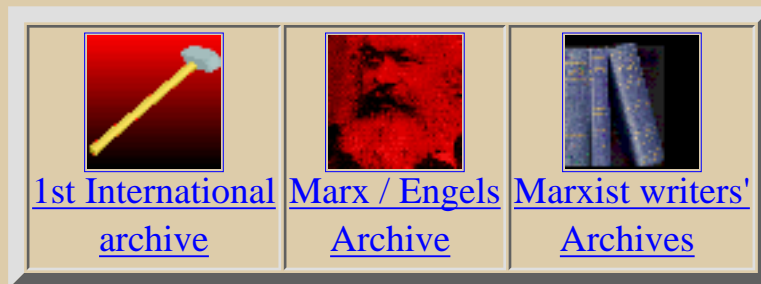 1st International
archive
Marx / Engels
Archive
Marxist writers'
Archives